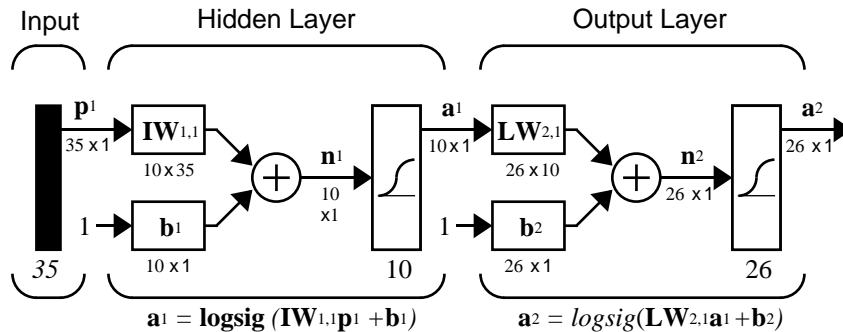 Input Hidden Layer Output Layer
p1 a1 a2
IW1,1 LW2,1
35 x 1 n1 10 x 1 n2 26 x 1
10 x 35 10 26 x 10 26 x 1
x1
1 b1 1 b2
35 10 x 1 10 26 x 1 26
a1 = logsig (IW1,1p1 +b1) a2 = logsig(LW2,1a1 +b2)